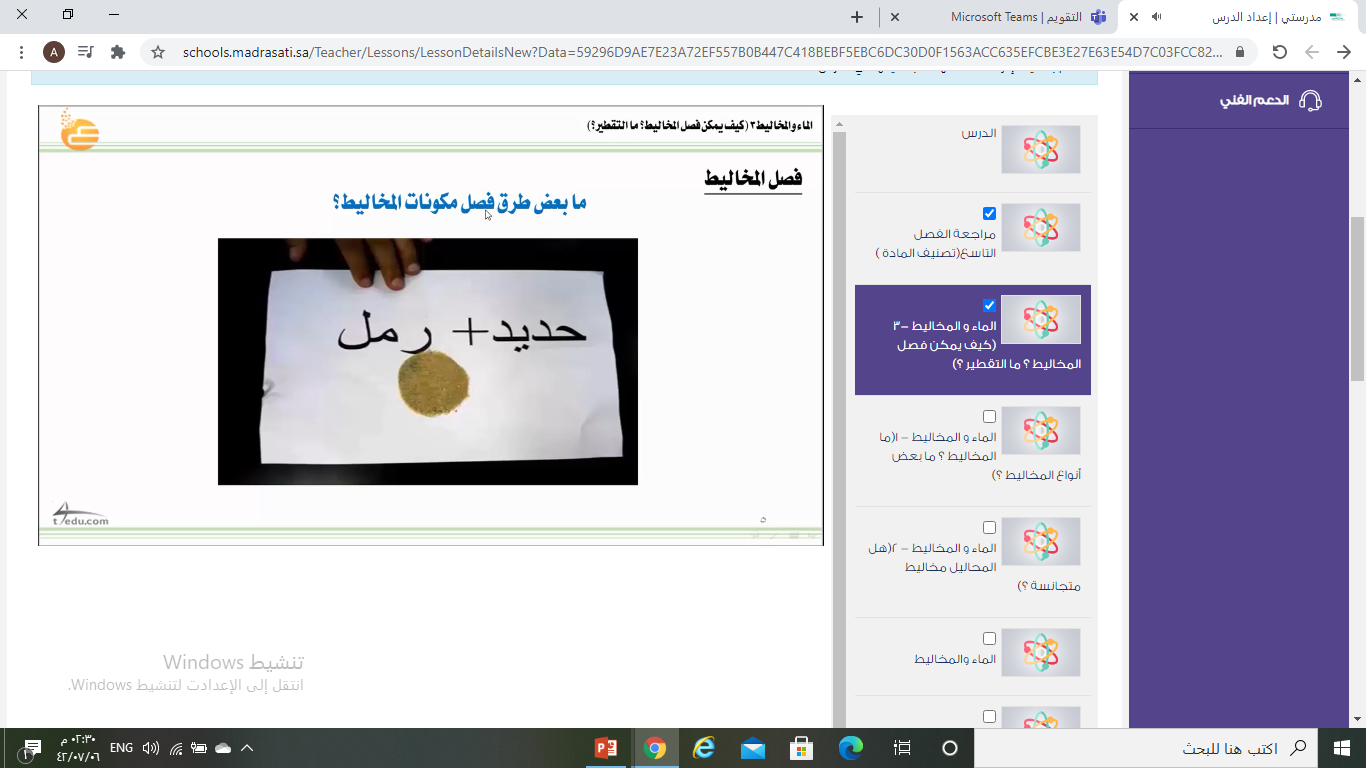 مدرستي | إعداد الدرس
التقويم | Microsoft Teams
schools.madrasati.sa/Teacher/Lessons/LessonDetailsNew?Data=59296D9AE7E23A72EF557B0B447C418BEBF5EBC6DC30D0F1563ACC635EFCBE3E27E63E54D7C03FCC82...
A
الدعم الفني
الماء والمخاليط٣ (كيف يمكن فصل المخاليط؟ ما التقطير؟)
فصل المخاليط
ما بعض طرق فصل مكونات المخاليط؟
حديد+ رمل
t4edu.com
٥
الدرس
مراجعة الفصل
التاسع(تصنيف المادة )
الماء و المخاليط -٣
(كيف يمكن فصل
المخاليط ؟ ما التقطير ؟)
الماء و المخاليط - ١(ما
المخاليط ؟ ما بعض
أنواع المخاليط ؟)
الماء و المخاليط - ٢(هل
المحاليل مخاليط
متجانسة ؟)
الماء والمخاليط
تنشيط Windows
انتقل إلى الإعدادت لتنشيط Windows.
اكتب هنا للبحث
ENG
٠٢:٣٠ م
٤٢/٠٧/٠٦
١